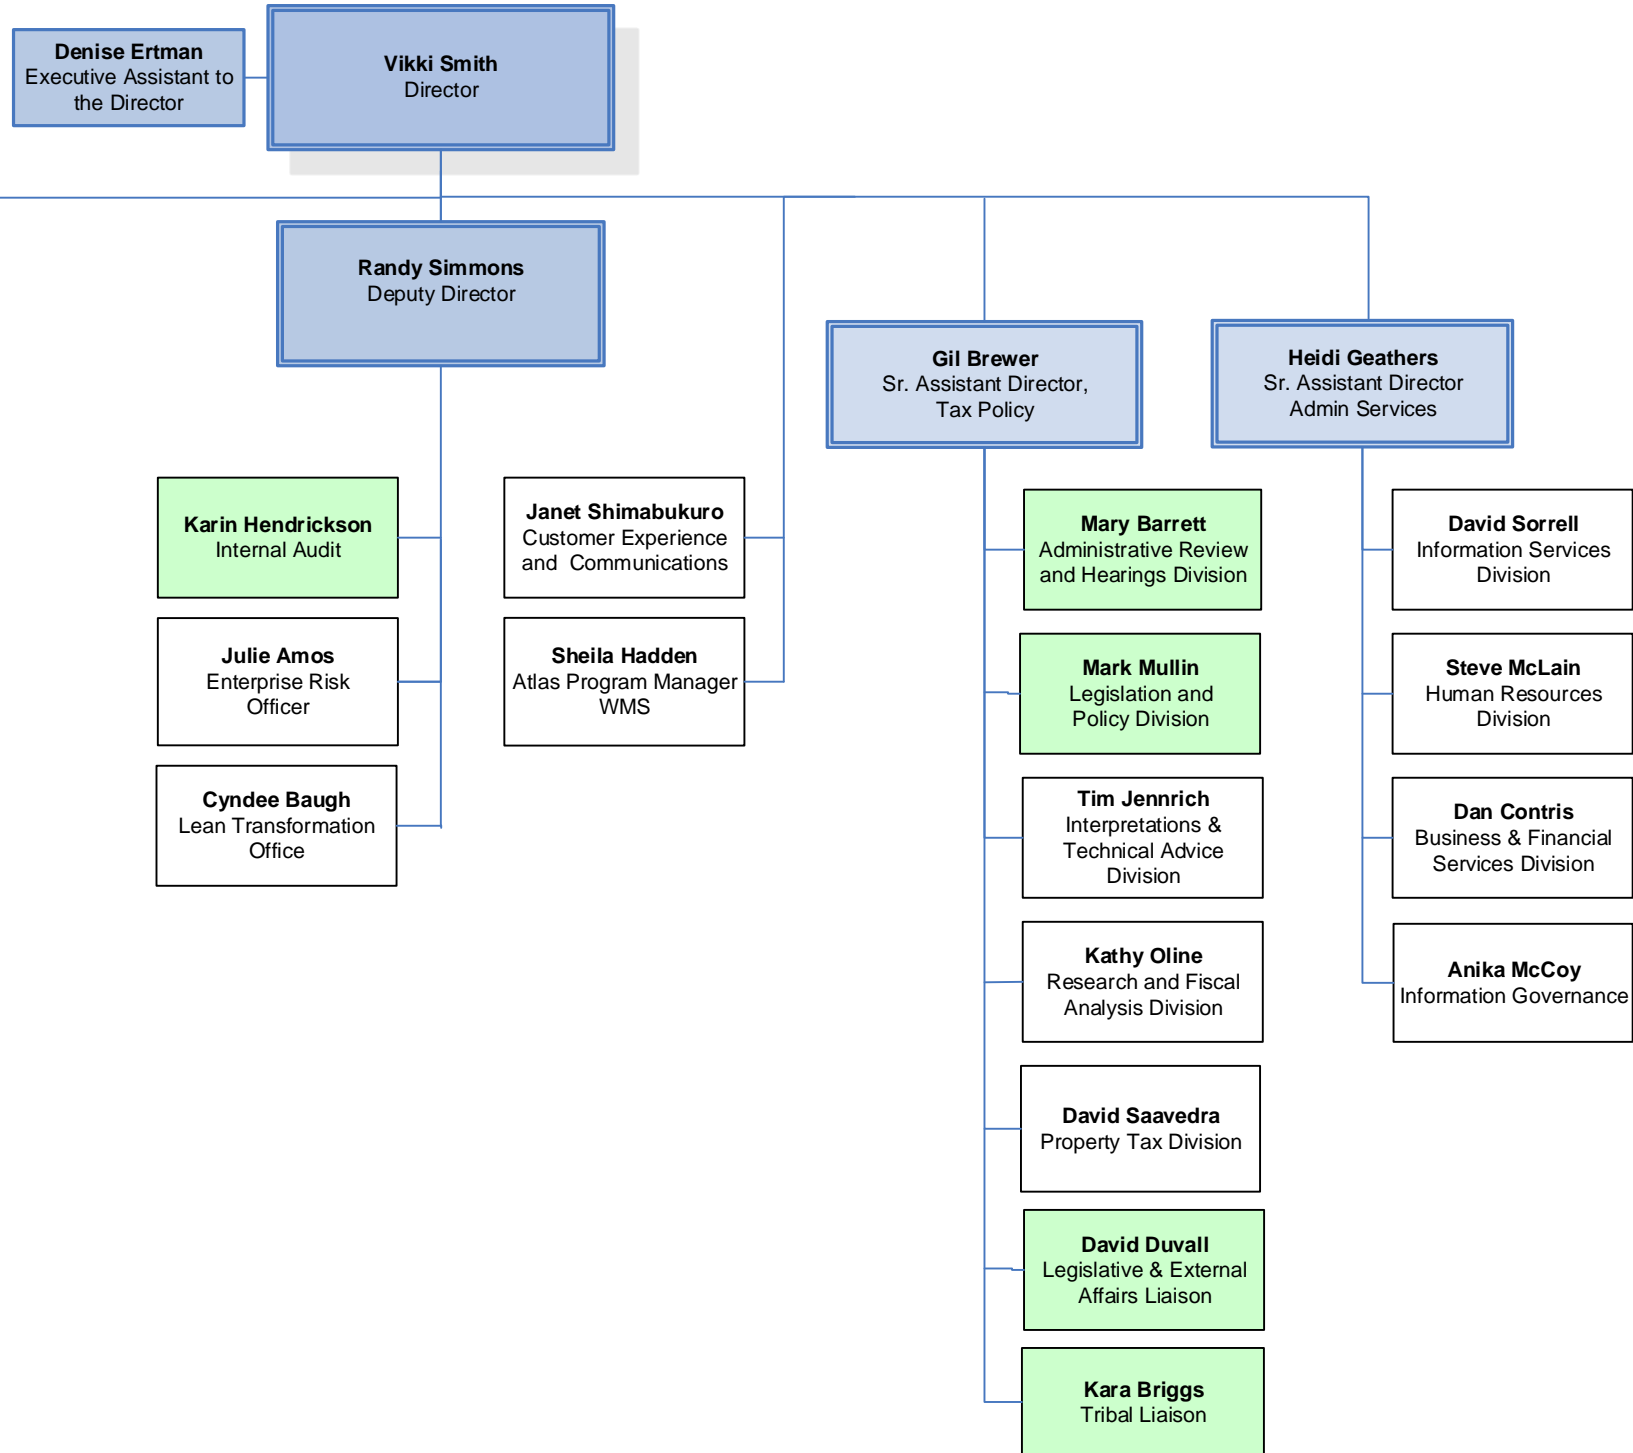 Denise Ertman
Executive Assistant to
the Director
Vikki Smith
Director
Randy Simmons
Deputy Director
Gil Brewer
Sr. Assistant Director,
Tax Policy
Heidi Geathers
Sr. Assistant Director
Admin Services
Karin Hendrickson
Internal Audit
Julie Amos
Enterprise Risk
Officer
Cyndee Baugh
Lean Transformation
Office
Janet Shimabukuro
Customer Experience
and Communications
Sheila Hadden
Atlas Program Manager
WMS
Mary Barrett
Administrative Review
and Hearings Division
Mark Mullin
Legislation and
Policy Division
Tim Jennrich
Interpretations &
Technical Advice
Division
Kathy Oline
Research and Fiscal
Analysis Division
David Saavedra
Property Tax Division
David Duvall
Legislative & External
Affairs Liaison
Kara Briggs
Tribal Liaison
David Sorrell
Information Services
Division
Steve McLain
Human Resources
Division
Dan Contris
Business & Financial
Services Division
Anika McCoy
Information Governance